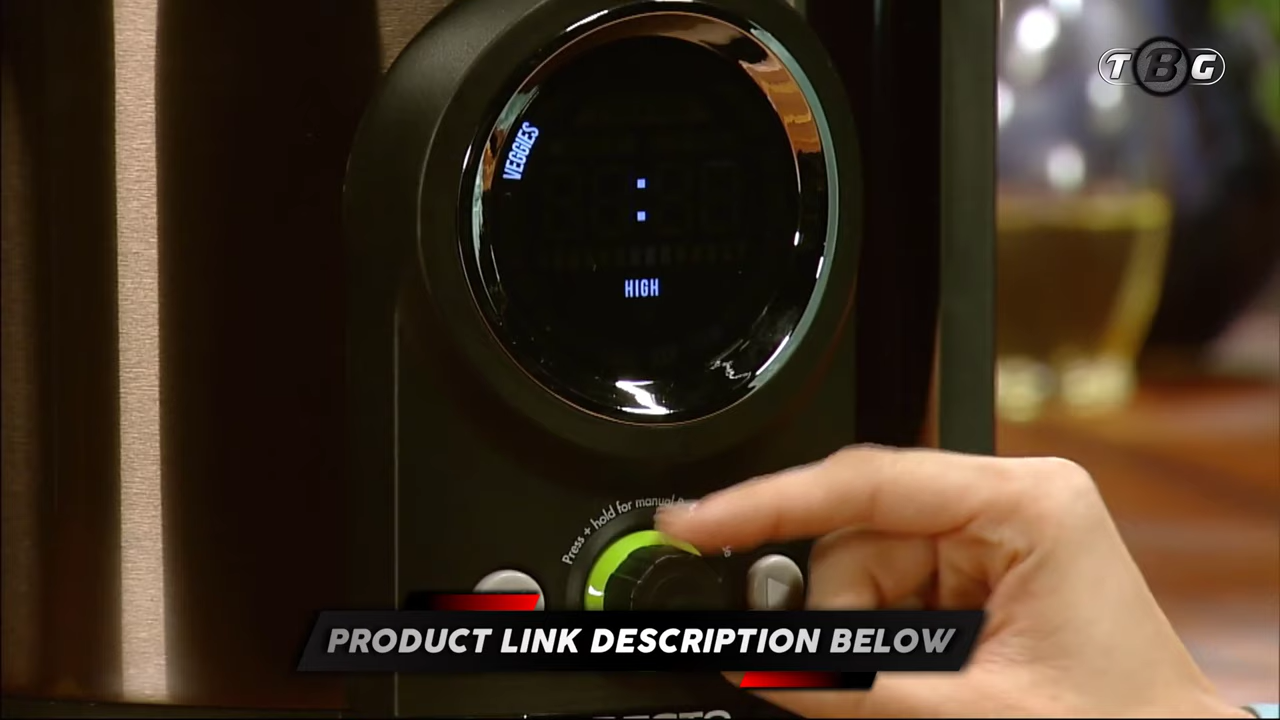 TBG
VEGGIES
HIGH
Press + hold for manual
PRODUCT LINK DESCRIPTION BELOW